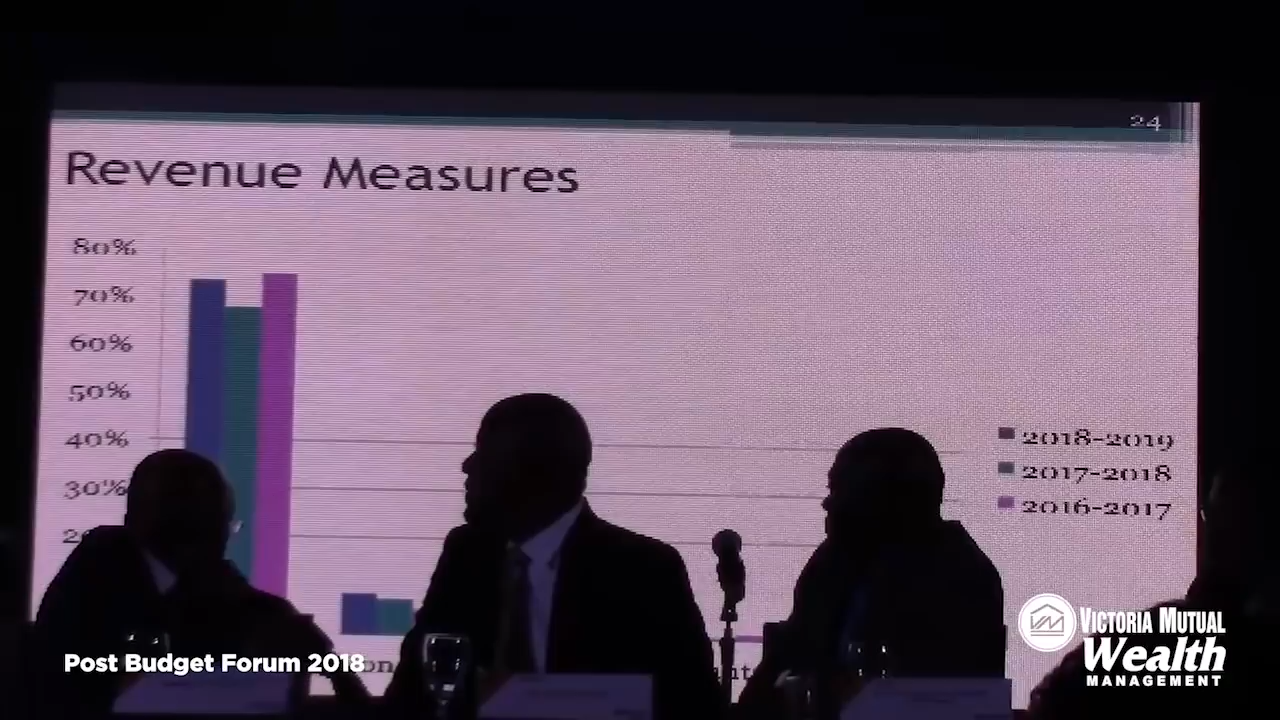 24
Revenue Measures
80%
70%
60%
50%
40%
30%
2018-2019
2017-2018
2016-2017
Post Budget Forum 2018
VICTORIA MUTUAL
Wealth
MANAGEMENT